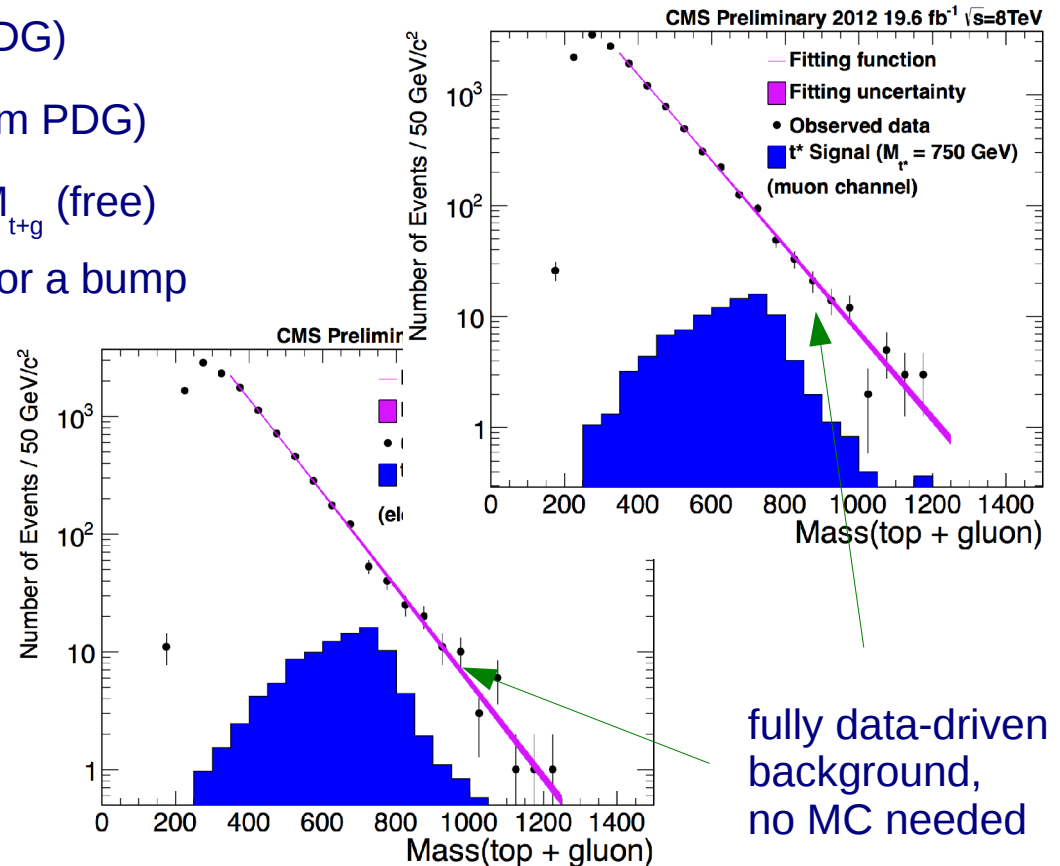 DG)
m PDG)
M_t+g (free)
or a bump
CMS Preliminary 2012 19.6 fb⁻¹ √s=8TeV
Number of Events / 50 GeV/c²
Fitting function
Fitting uncertainty
Observed data
t* Signal (M_t* = 750 GeV)
(muon channel)
10³
10²
10
1
0 200 400 600 800 1000 1200 1400
Mass(top + gluon)
CMS Prelimin
Number of Events / 50 GeV/c²
(el
10³
10²
10
1
0 200 400 600 800 1000 1200 1400
Mass(top + gluon)
fully data-driven
background,
no MC needed